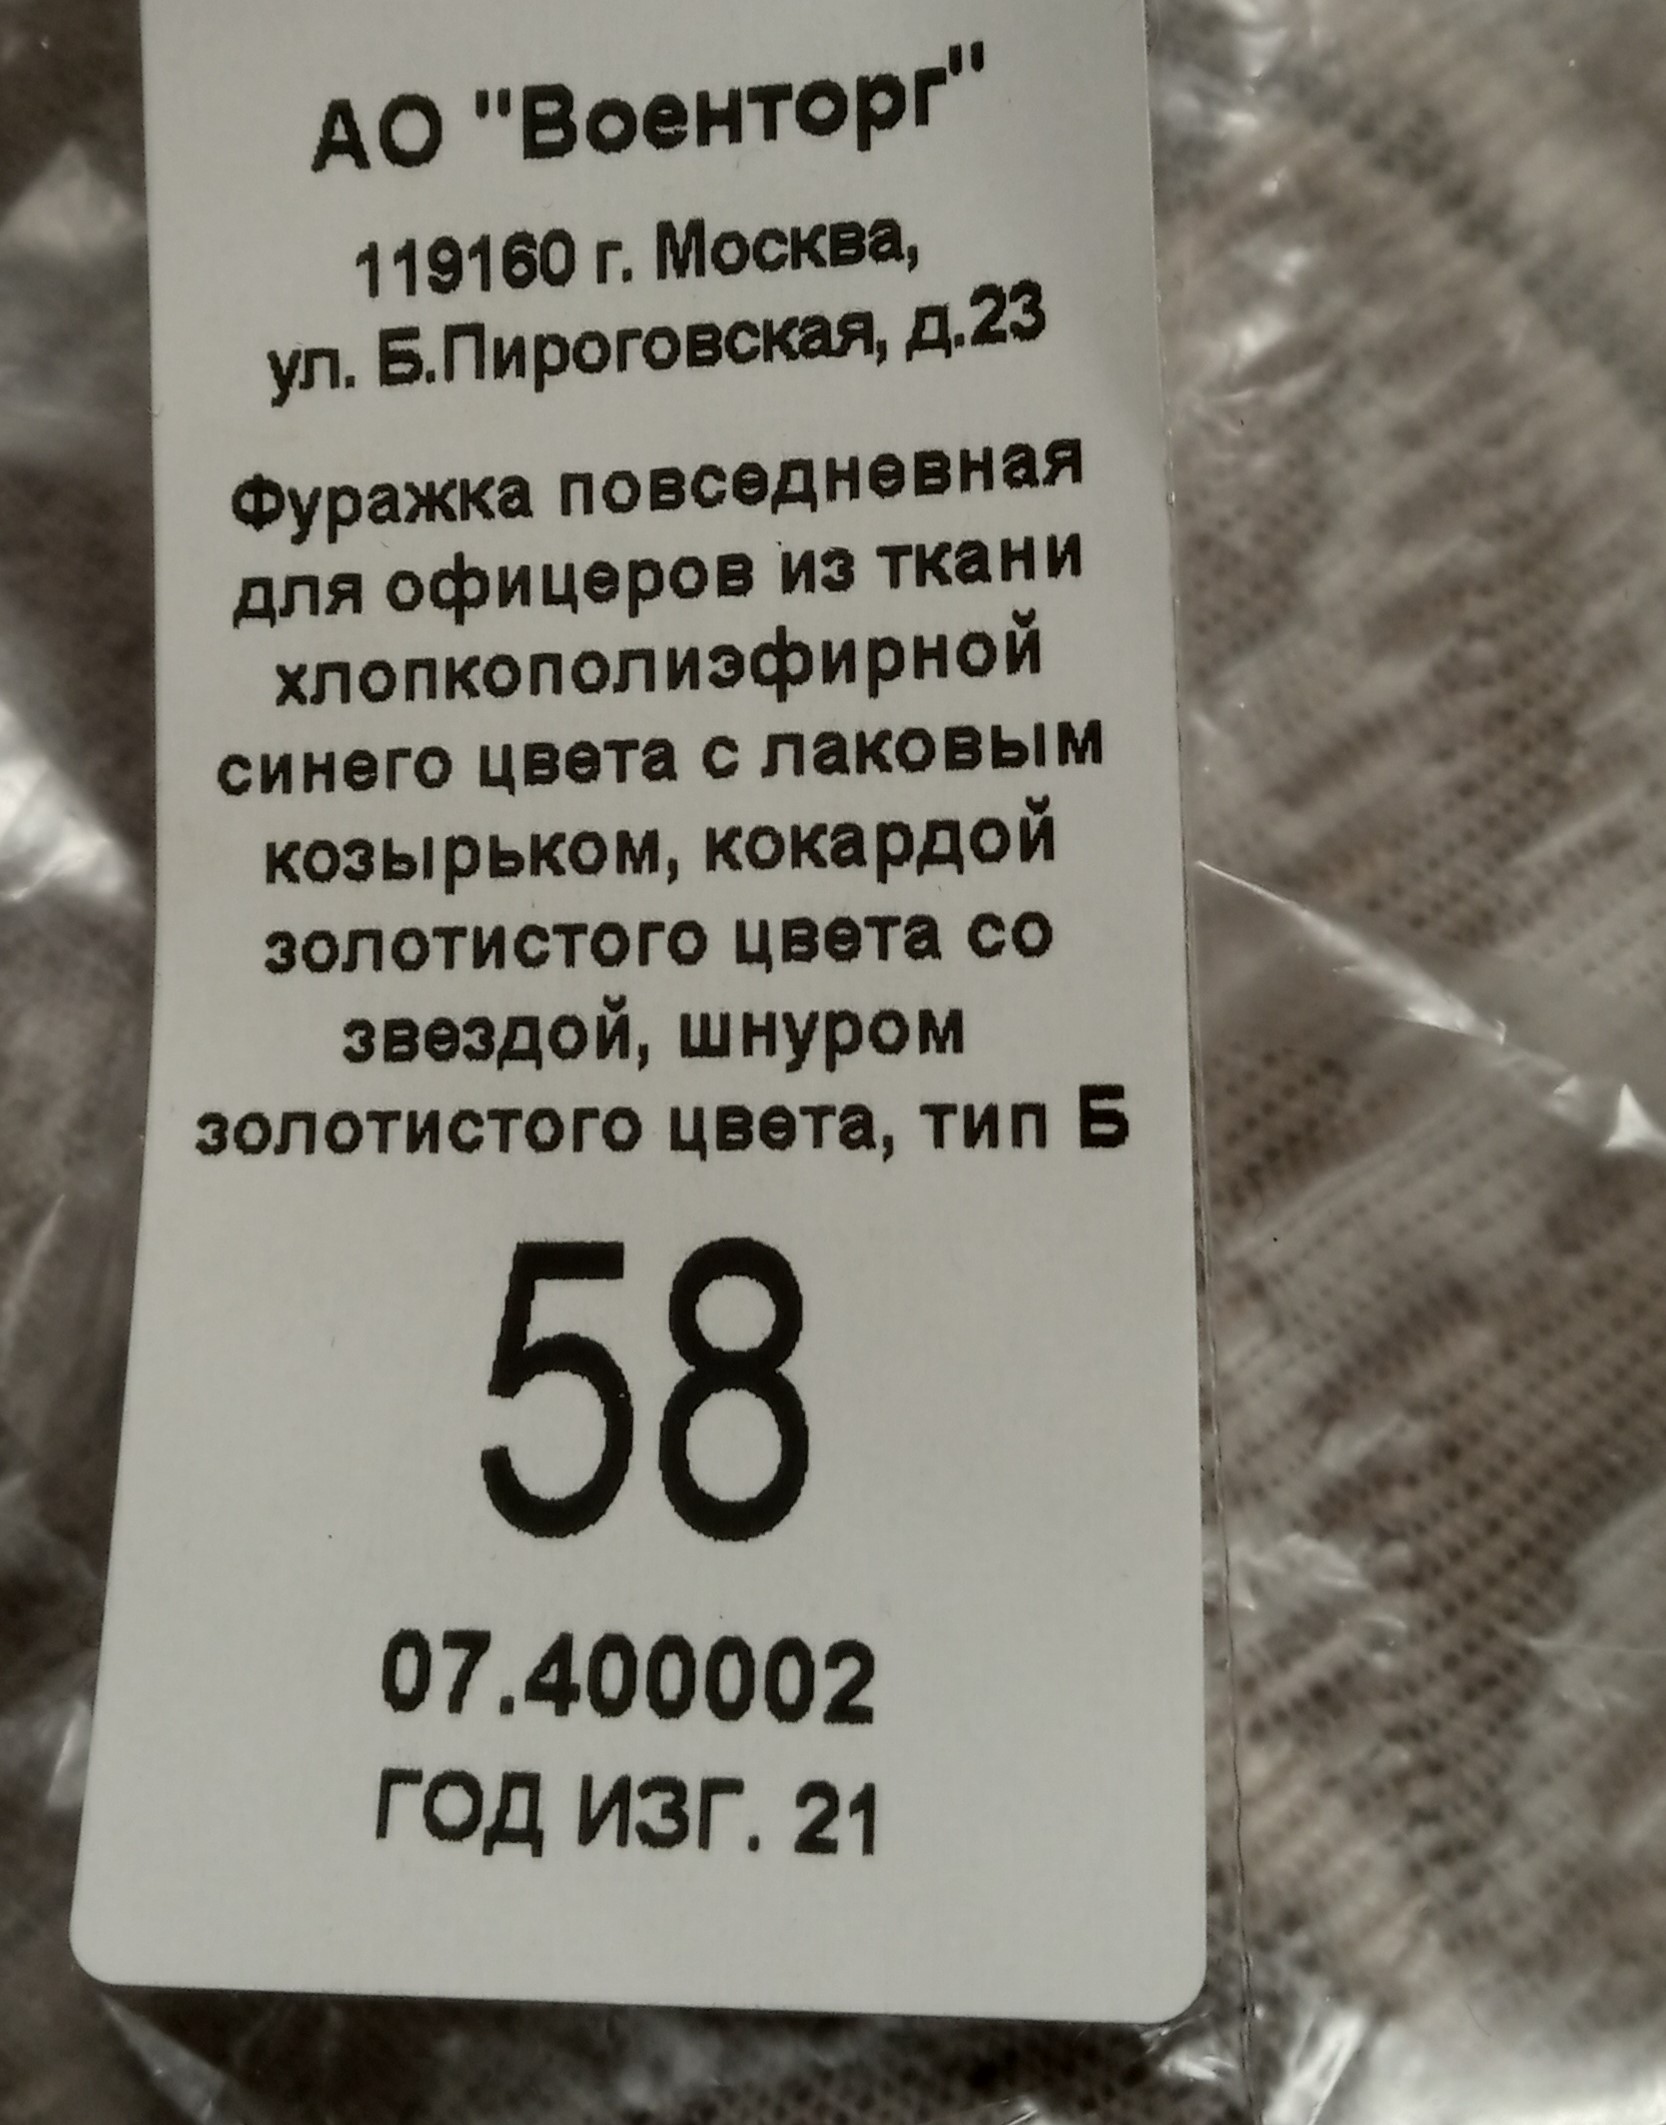 АО "Военторг"
119160 г. Москва,
ул. Б.Пироговская, д.23
Фуражка повседневная
для офицеров из ткани
хлопкополиэфирной
синего цвета с лаковым
козырьком, кокардой
золотистого цвета со
звездой, шнуром
золотистого цвета, тип Б
58
07.400002
ГОД ИЗГ. 21